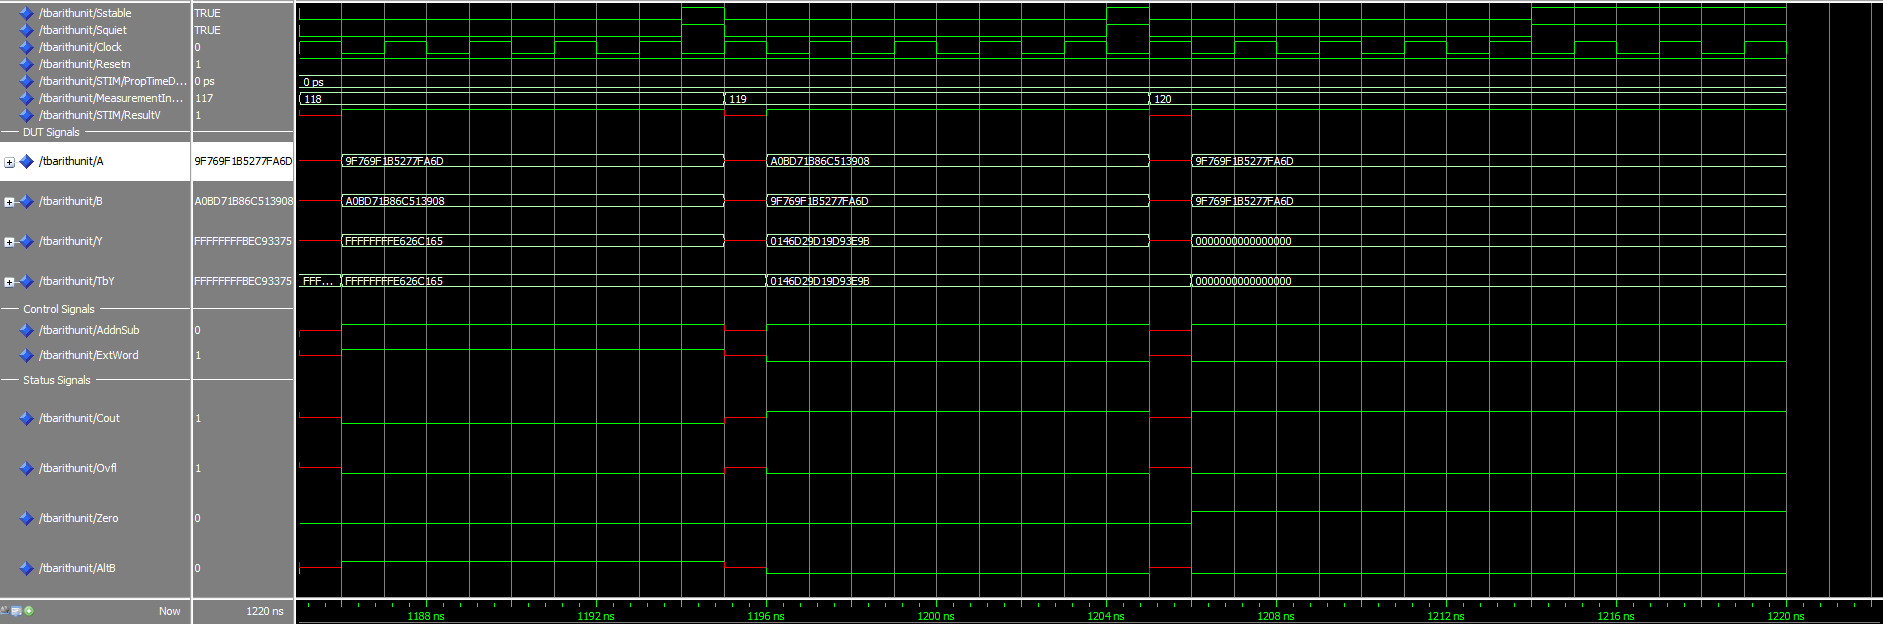 /tbarithunit/Sstable TRUE
/tbarithunit/Squiet TRUE
/tbarithunit/Clock 0
/tbarithunit/Resetn 1
/tbarithunit/STIM/PropTimeD... 0 ps 0 ps
/tbarithunit/MeasurementIn... 117 118 119 120
/tbarithunit/STIM/ResultV 1
DUT Signals
/tbarithunit/A 9F769F1B5277FA6D 9F769F1B5277FA6D A0BD71B86C513908 9F769F1B5277FA6D
/tbarithunit/B A0BD71B86C513908 A0BD71B86C513908 9F769F1B5277FA6D 9F769F1B5277FA6D
/tbarithunit/Y FFFFFFFFBEC93375 FFFFFFFFE626C165 0146D29D19D93E9B 0000000000000000
/tbarithunit/TbY FFFFFFFFBEC93375 FFF... FFFFFFFFE626C165 0146D29D19D93E9B 0000000000000000
Control Signals
/tbarithunit/AddnSub 0
/tbarithunit/ExtWord 1
Status Signals
/tbarithunit/Cout 1
/tbarithunit/Ovfl 1
/tbarithunit/Zero 0
/tbarithunit/AltB 0
Now 1220 ns 1188 ns 1192 ns 1196 ns 1200 ns 1204 ns 1208 ns 1212 ns 1216 ns 1220 ns